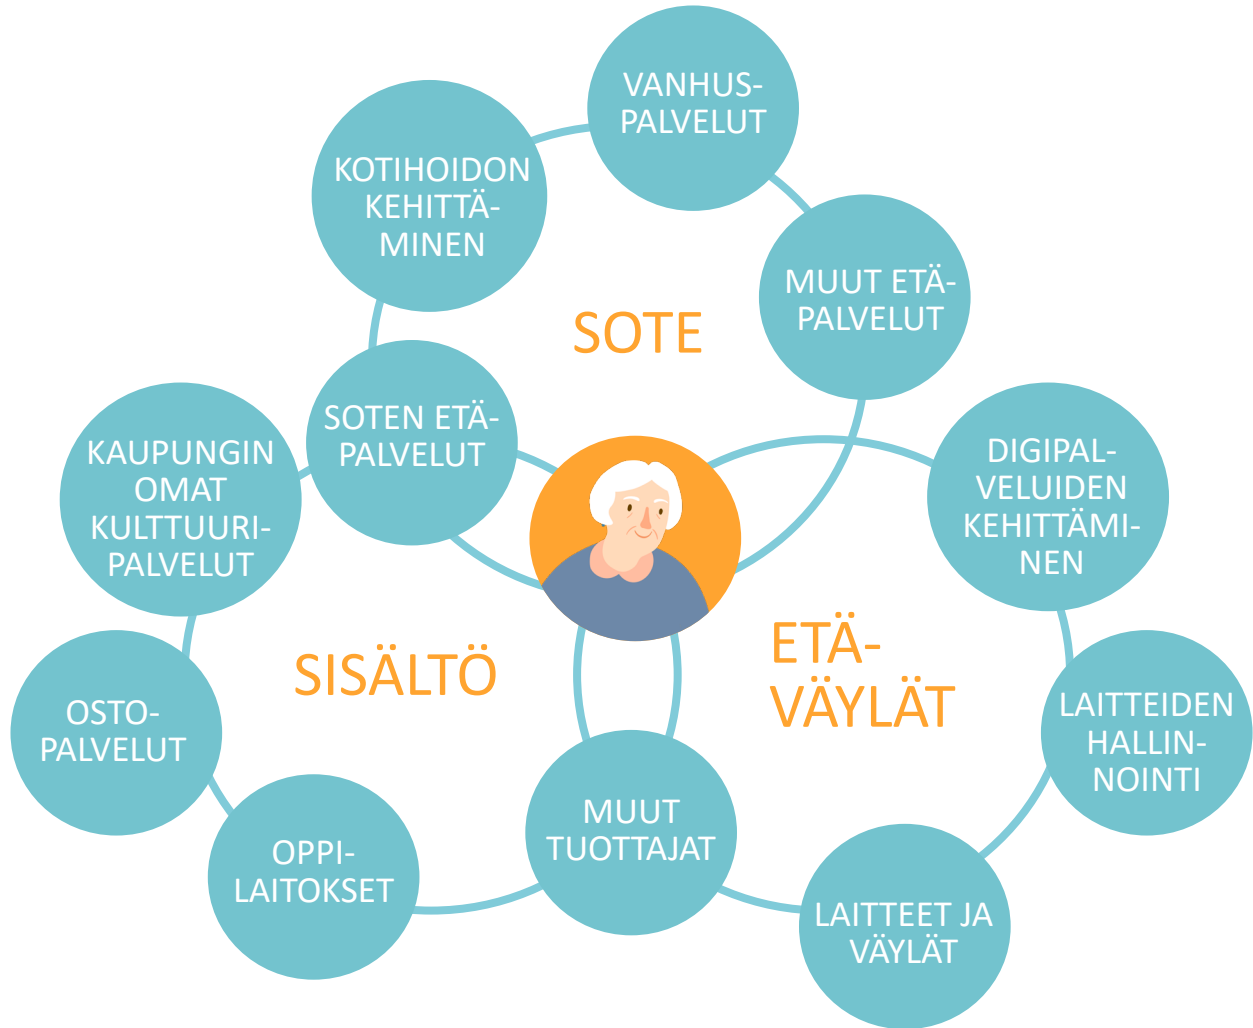 VANHUS-
PALVELUT
KOTIHOIDON
KEHITTÄ-
MINEN
MUUT ETÄ-
PALVELUT
SOTE
SOTEN ETÄ-
PALVELUT
KAUPUNGIN
OMAT
KULTTUURI-
PALVELUT
DIGIPAL-
VELUIDEN
KEHITTÄMI-
NEN
SISÄLTÖ
ETÄ-
VÄYLÄT
OSTO-
PALVELUT
LAITTEIDEN
HALLIN-
NOINTI
MUUT
TUOTTAJAT
OPPI-
LAITOKSET
LAITTEET JA
VÄYLÄT